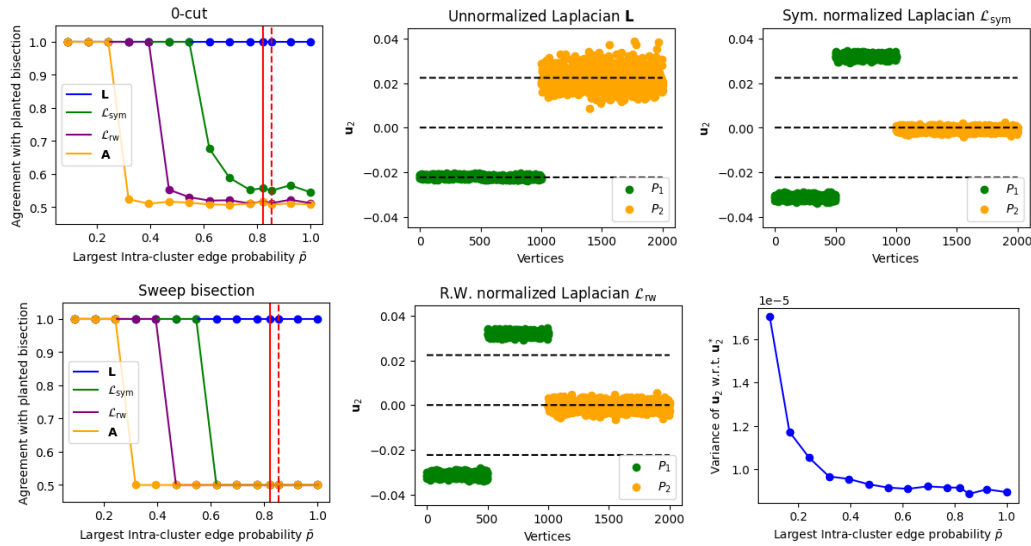 0-cut
Agreement with planted bisection
1.0
0.9
0.8
0.7
0.6
0.5
L
ℒsym
ℒrw
A
0.2
0.4
0.6
0.8
1.0
Largest Intra-cluster edge probability p̄
Unnormalized Laplacian L
u₂
0.04
0.02
0.00
−0.02
−0.04
P₁
P₂
0
500
1000
1500
2000
Vertices
Sym. normalized Laplacian ℒsym
u₂
0.04
0.02
0.00
−0.02
−0.04
P₁
P₂
0
500
1000
1500
2000
Vertices
Sweep bisection
Agreement with planted bisection
1.0
0.9
0.8
0.7
0.6
0.5
L
ℒsym
ℒrw
A
0.2
0.4
0.6
0.8
1.0
Largest Intra-cluster edge probability p̄
R.W. normalized Laplacian ℒrw
u₂
0.04
0.02
0.00
−0.02
−0.04
P₁
P₂
0
500
1000
1500
2000
Vertices
1e−5
Variance of u₂ w.r.t. u₂*
1.6
1.4
1.2
1.0
0.2
0.4
0.6
0.8
1.0
Largest Intra-cluster edge probability p̄